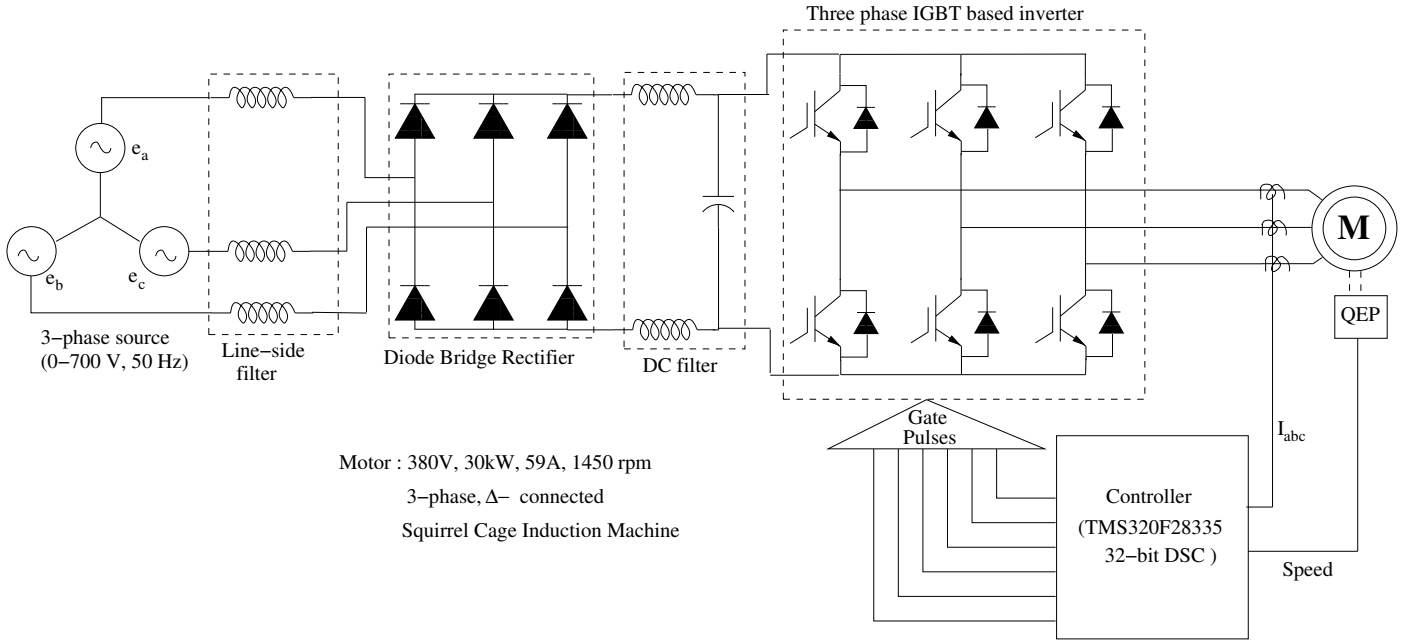 Three phase IGBT based inverter
e_a
e_b
e_c
3−phase source
(0−700 V, 50 Hz)
Line−side
filter
Diode Bridge Rectifier
DC filter
M
QEP
Gate
Pulses
I_abc
Motor : 380V, 30kW, 59A, 1450 rpm
3−phase, Δ− connected
Squirrel Cage Induction Machine
Controller
(TMS320F28335
32−bit DSC )
Speed